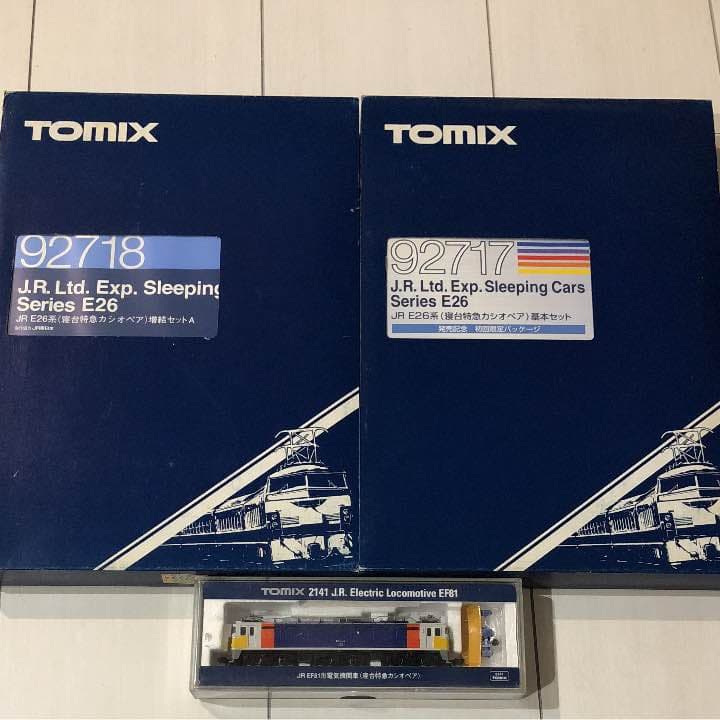 TOMIX
92718
J.R. Ltd. Exp. Sleeping
Series E26
JR E26系(寝台特急カシオペア)増結セットA
TOMIX
92717
J.R. Ltd. Exp. Sleeping Cars
Series E26
JR E26系(寝台特急カシオペア)基本セット
発売記念 初回限定パッケージ
TOMIX 2141 J.R. Electric Locomotive EF81
JR EF81形電気機関車(寝台特急カシオペア)
TOMIX